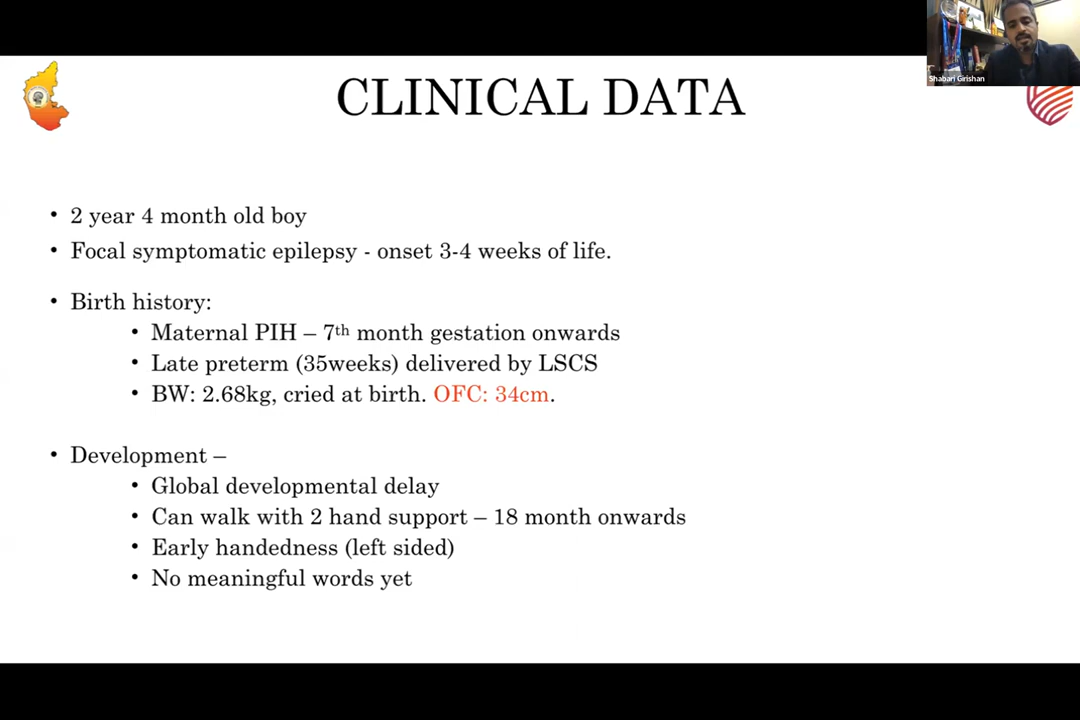 Shabari Girishan
CLINICAL DATA
• 2 year 4 month old boy
• Focal symptomatic epilepsy - onset 3-4 weeks of life.
• Birth history:
• Maternal PIH – 7th month gestation onwards
• Late preterm (35weeks) delivered by LSCS
• BW: 2.68kg, cried at birth. OFC: 34cm.
• Development –
• Global developmental delay
• Can walk with 2 hand support – 18 month onwards
• Early handedness (left sided)
• No meaningful words yet